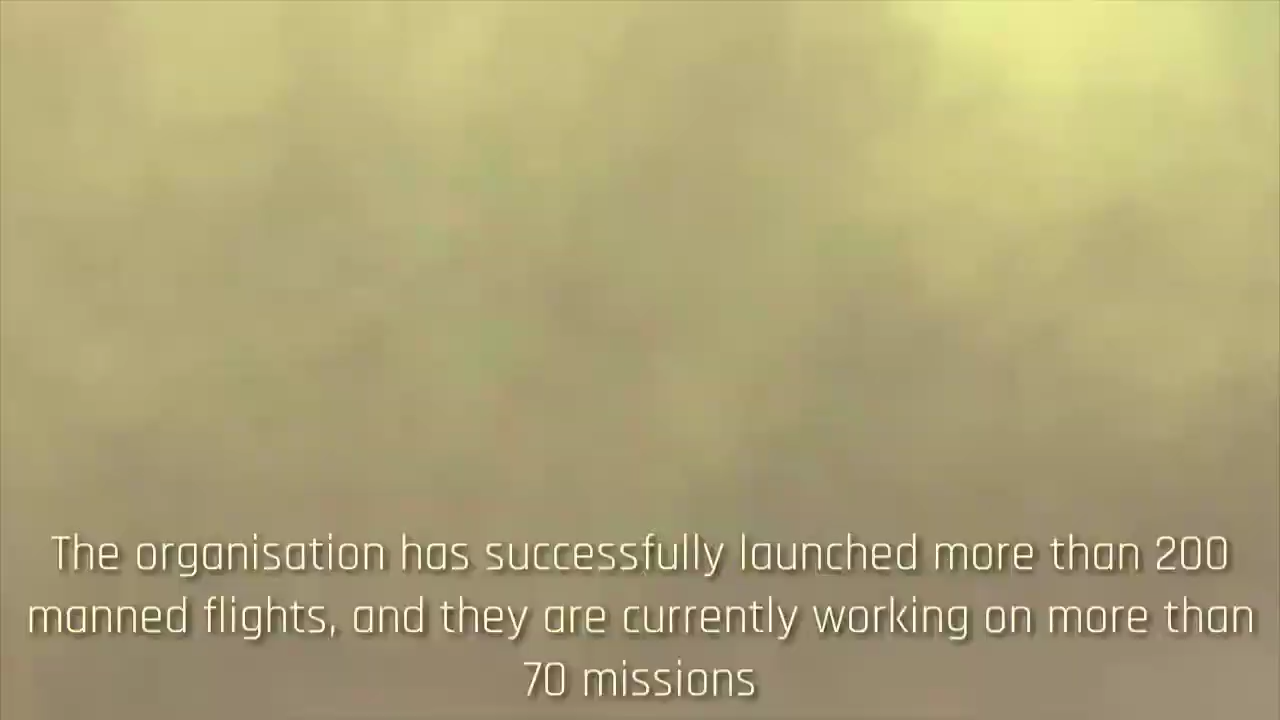 The organisation has successfully launched more than 200
manned flights, and they are currently working on more than
70 missions